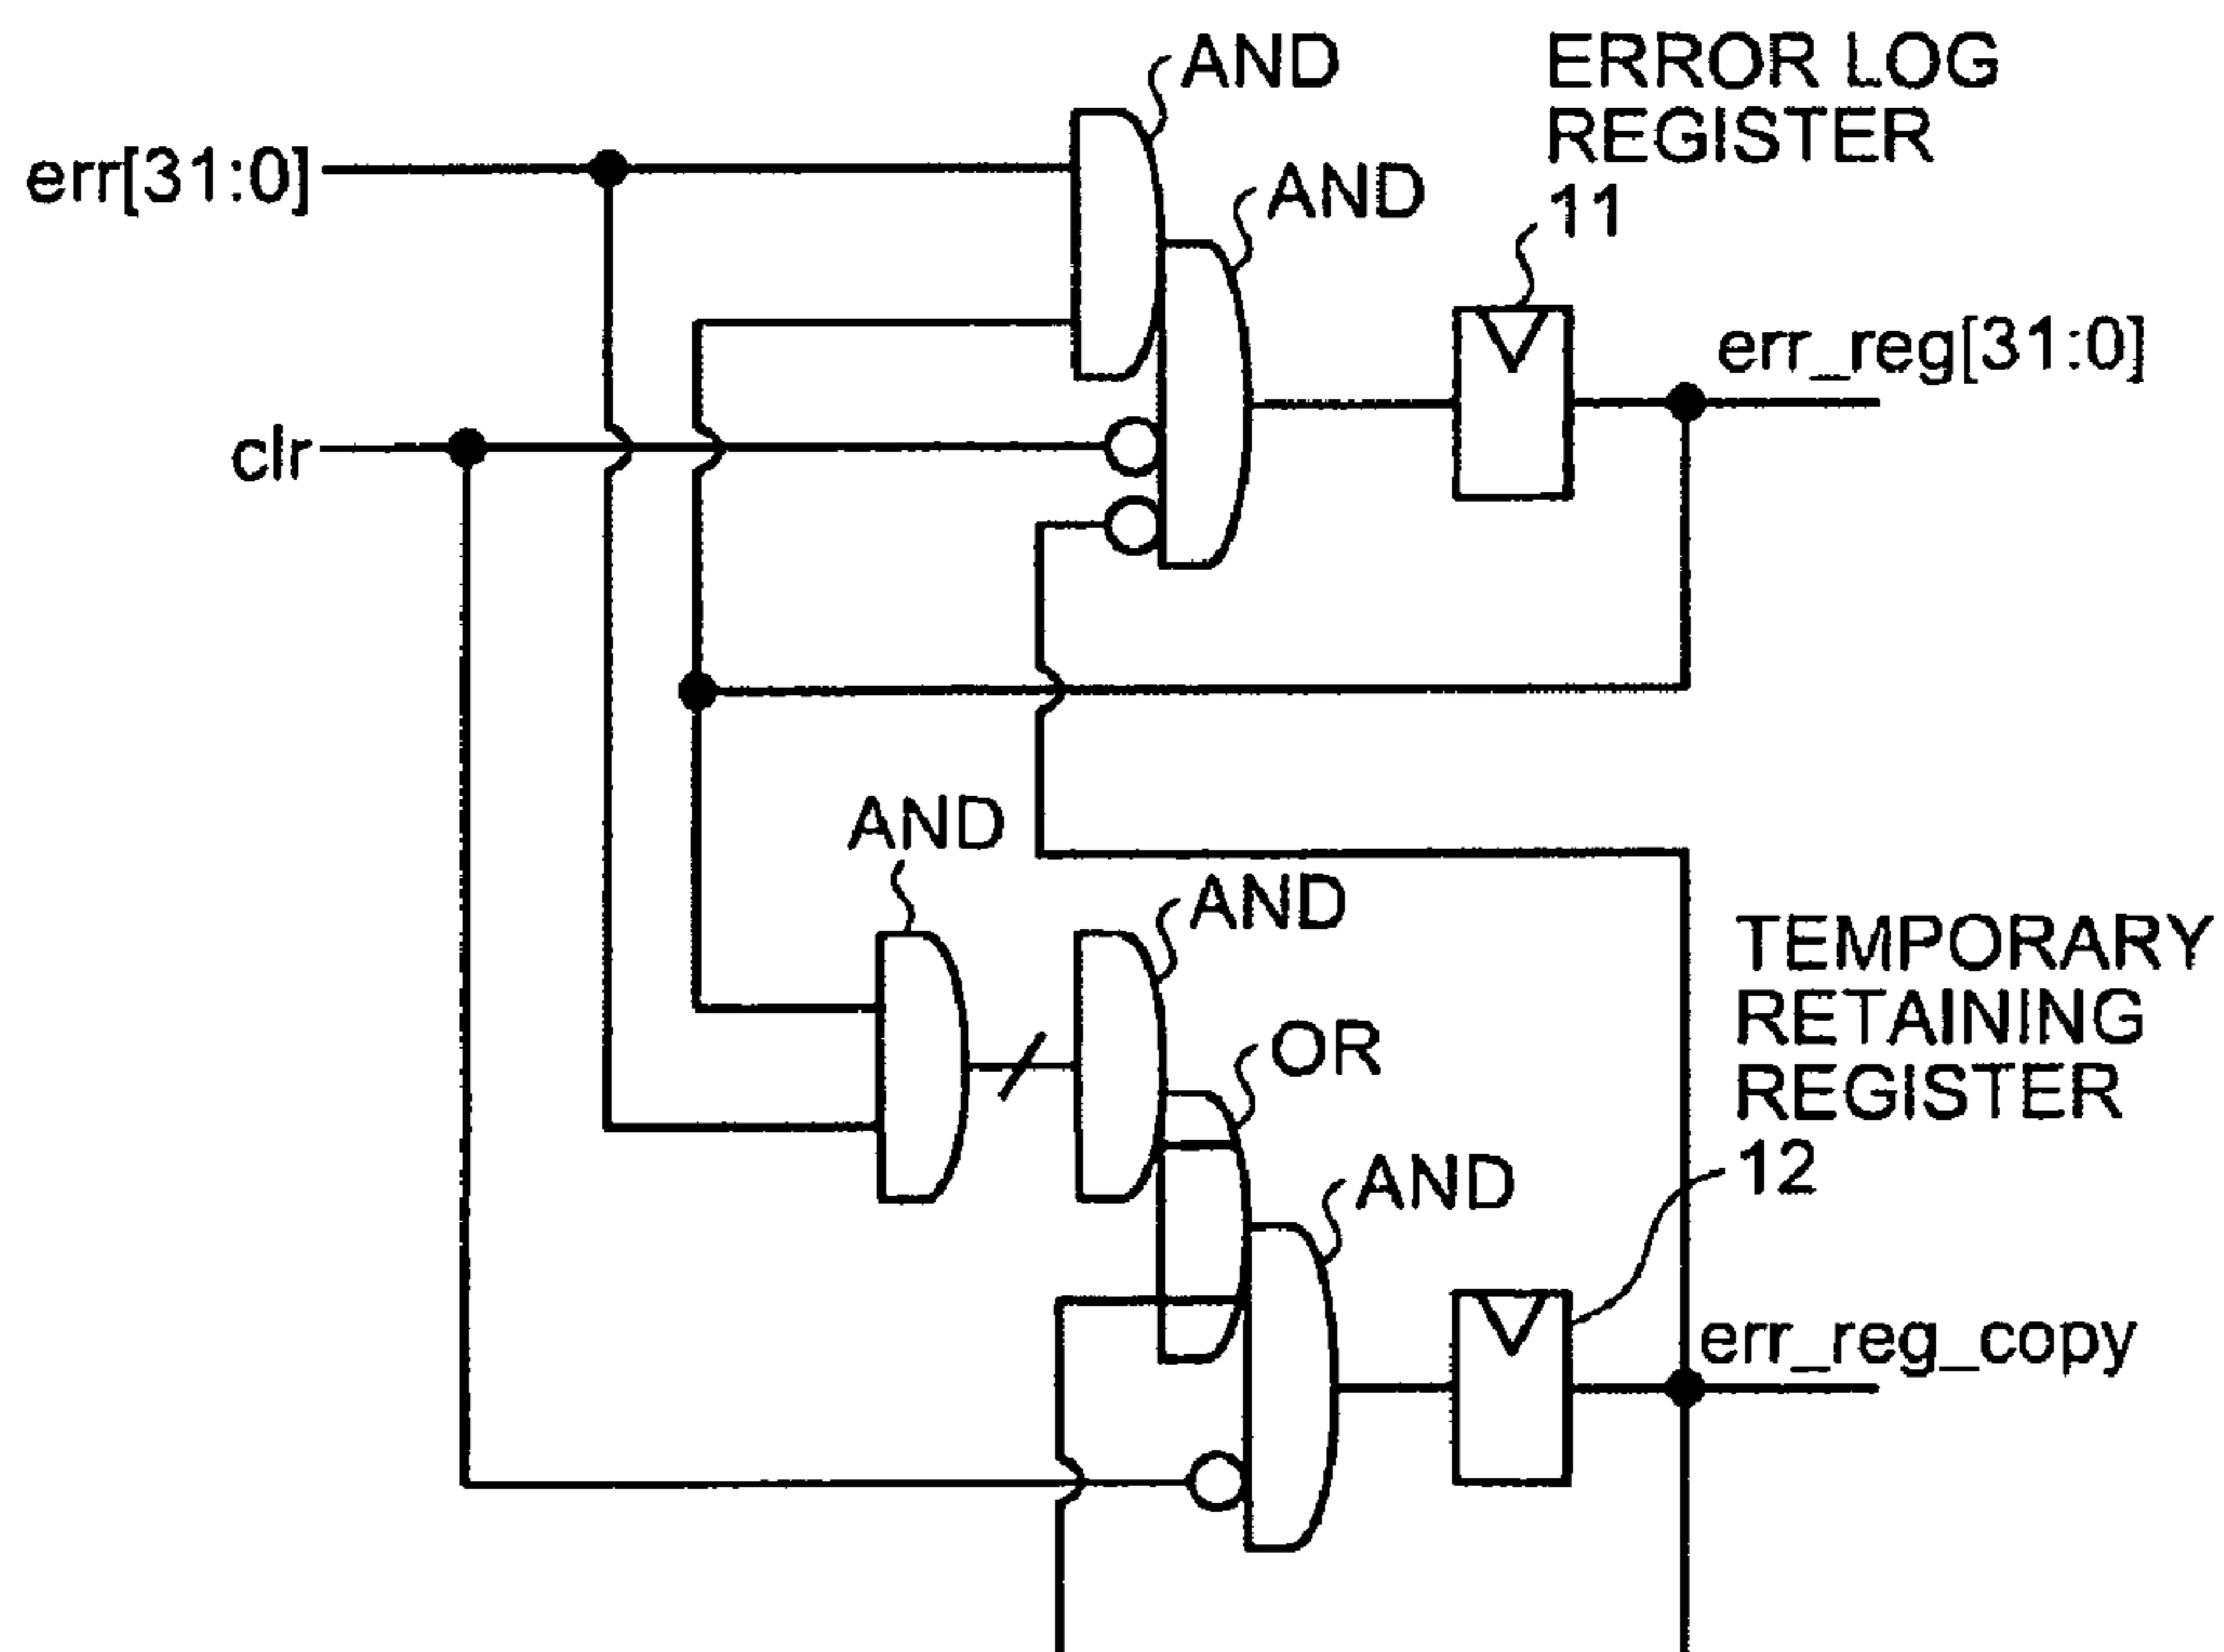 AND
ERROR LOG
REGISTER
11
err[31:0]
AND
err_reg[31:0]
clr
AND
AND
TEMPORARY
RETAINING
REGISTER
12
OR
AND
err_reg_copy